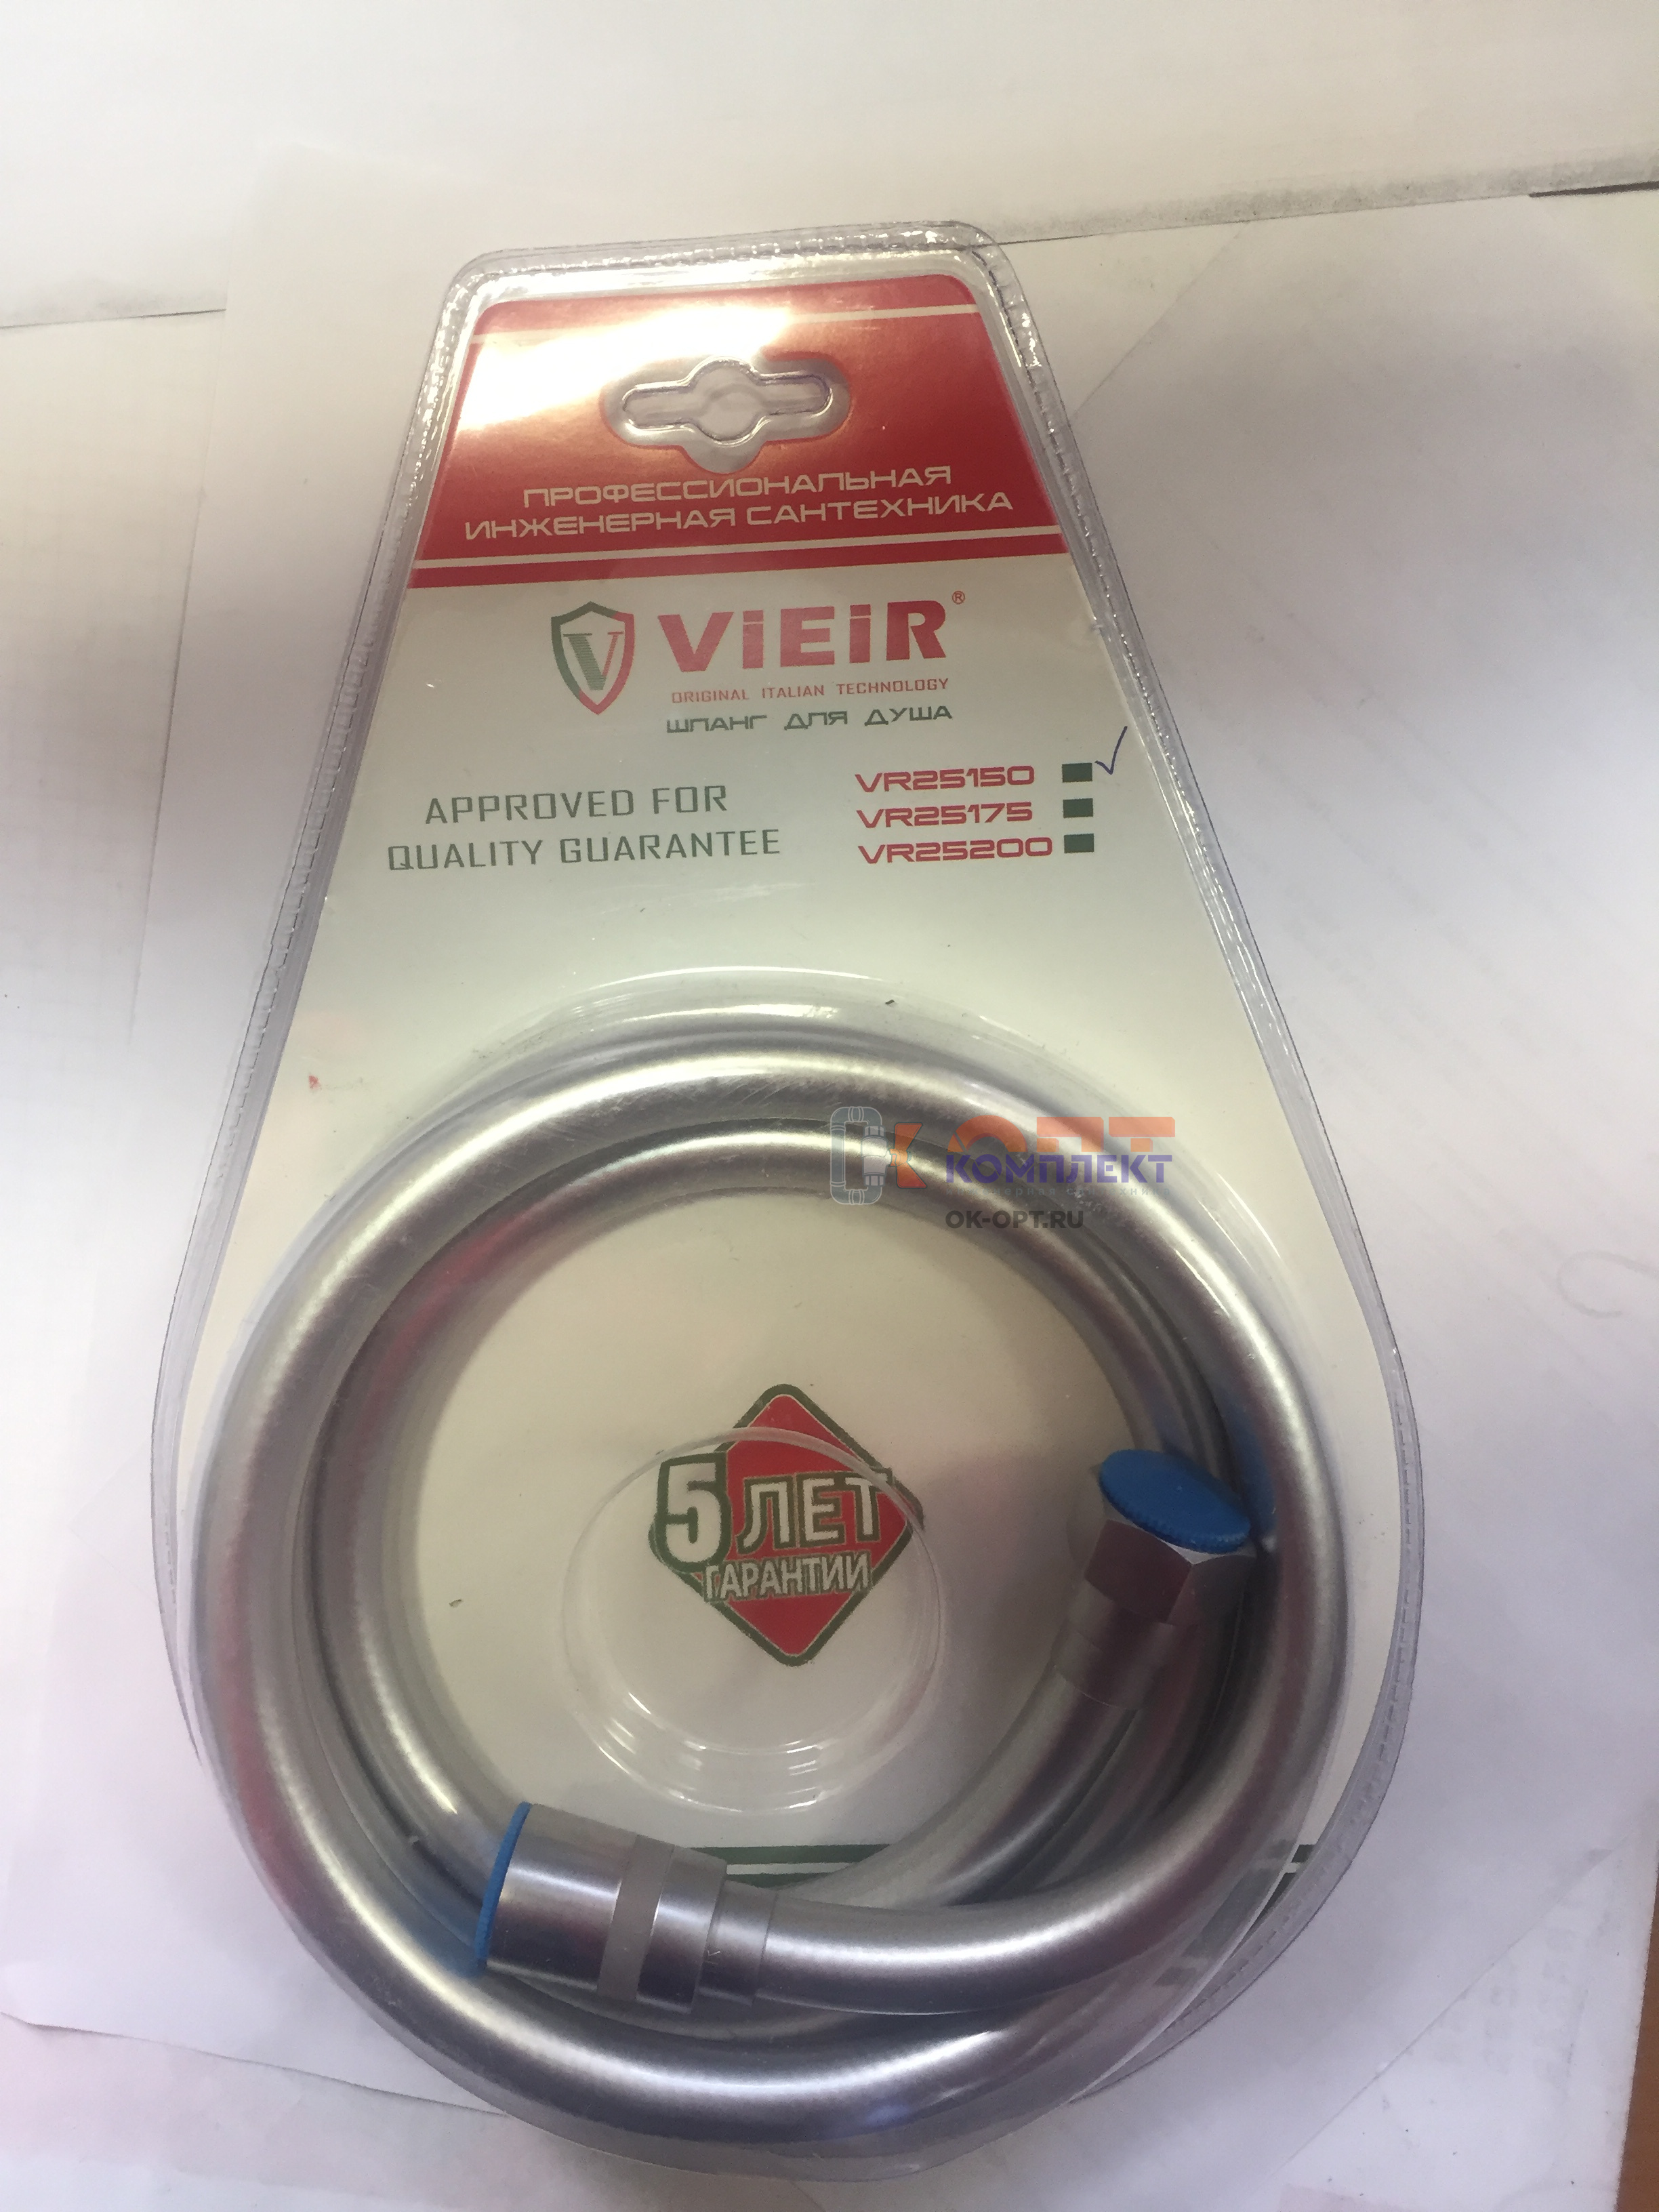 ПРОФЕССИОНАЛЬНАЯ
ИНЖЕНЕРНАЯ САНТЕХНИКА
V ViEiR®
ORIGINAL ITALIAN TECHNOLOGY
ШЛАНГ ДЛЯ ДУША
APPROVED FOR
QUALITY GUARANTEE
VR25150
VR25175
VR25200
ОК ОПТ
КОМПЛЕКТ
OK-OPT.RU
5 ЛЕТ
ГАРАНТИИ